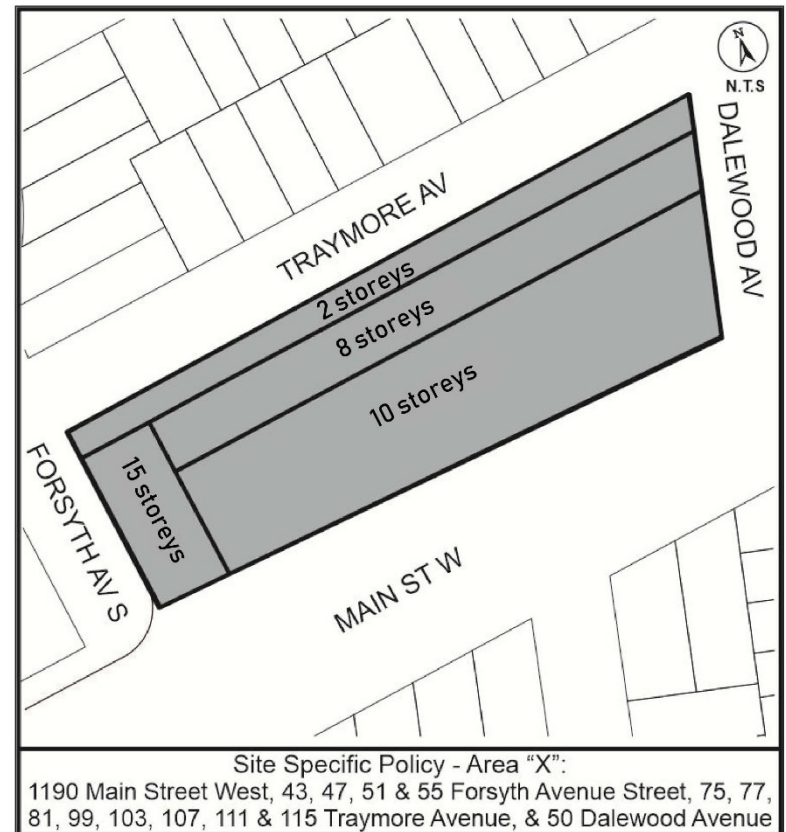 N
N.T.S
DALEWOOD AV
TRAYMORE AV
2 storeys
8 storeys
10 storeys
15 storeys
FORSYTH AV S
MAIN ST W
Site Specific Policy - Area “X”:
1190 Main Street West, 43, 47, 51 & 55 Forsyth Avenue Street, 75, 77,
81, 99, 103, 107, 111 & 115 Traymore Avenue, & 50 Dalewood Avenue